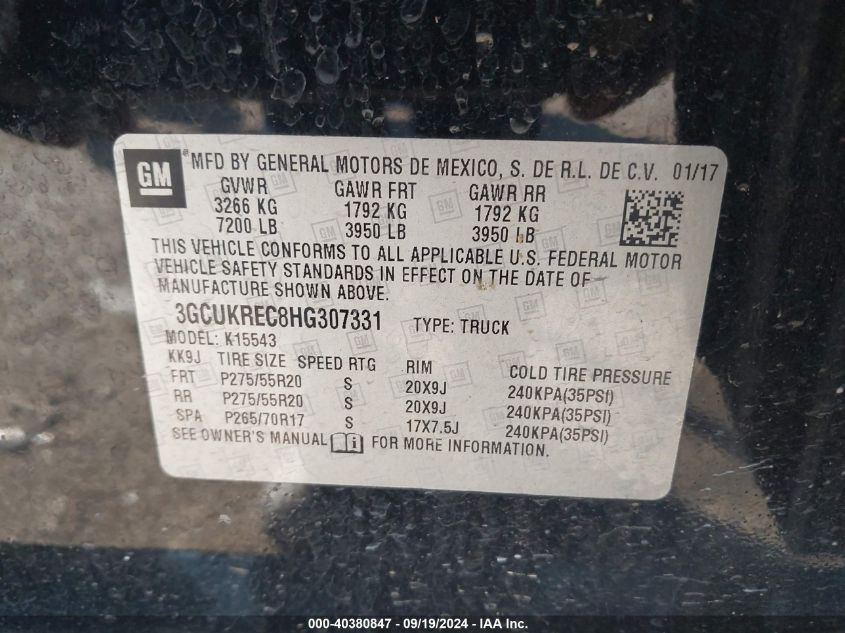 GM ® MFD BY GENERAL MOTORS DE MEXICO, S. DE R.L. DE C.V. 01/17
GVWR GAWR FRT GAWR RR
3266 KG 1792 KG 1792 KG
7200 LB 3950 LB 3950 LB
THIS VEHICLE CONFORMS TO ALL APPLICABLE U.S. FEDERAL MOTOR
VEHICLE SAFETY STANDARDS IN EFFECT ON THE DATE OF
MANUFACTURE SHOWN ABOVE.
3GCUKREC8HG307331 TYPE: TRUCK
MODEL: K15543
KK9J TIRE SIZE SPEED RTG RIM COLD TIRE PRESSURE
FRT P275/55R20 S 20X9J 240KPA(35PSI)
RR P275/55R20 S 20X9J 240KPA(35PSI)
SPA P265/70R17 S 17X7.5J 240KPA(35PSI)
SEE OWNER'S MANUAL i FOR MORE INFORMATION.
000-40380847 - 09/19/2024 - IAA Inc.